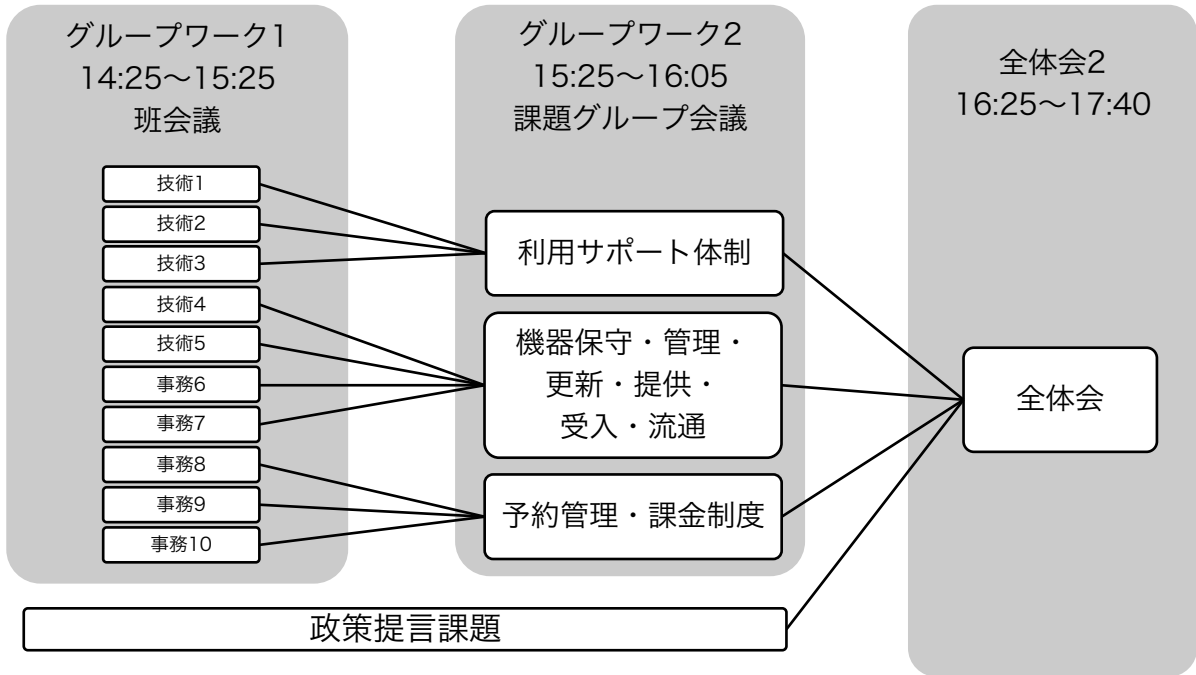 グループワーク1
14:25〜15:25
班会議
技術1
技術2
技術3
技術4
技術5
事務6
事務7
事務8
事務9
事務10
グループワーク2
15:25〜16:05
課題グループ会議
利用サポート体制
機器保守・管理・
更新・提供・
受入・流通
予約管理・課金制度
政策提言課題
全体会2
16:25〜17:40
全体会